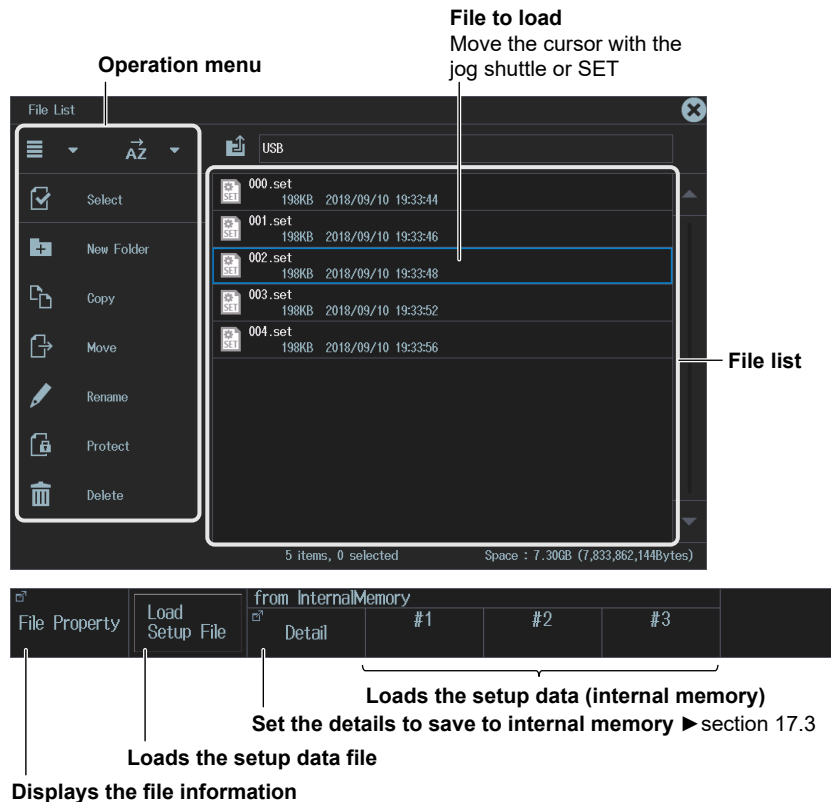 File to load
Move the cursor with the
jog shuttle or SET
Operation menu
File List
AZ
USB
Select
New Folder
Copy
Move
Rename
Protect
Delete
SET
000.set
198KB 2018/09/10 19:33:44
SET
001.set
198KB 2018/09/10 19:33:46
SET
002.set
198KB 2018/09/10 19:33:48
SET
003.set
198KB 2018/09/10 19:33:52
SET
004.set
198KB 2018/09/10 19:33:56
File list
5 items, 0 selected Space : 7.30GB (7,833,862,144Bytes)
File Property
Load
Setup File
from InternalMemory
Detail
#1
#2
#3
Loads the setup data (internal memory)
Set the details to save to internal memory ►section 17.3
Loads the setup data file
Displays the file information